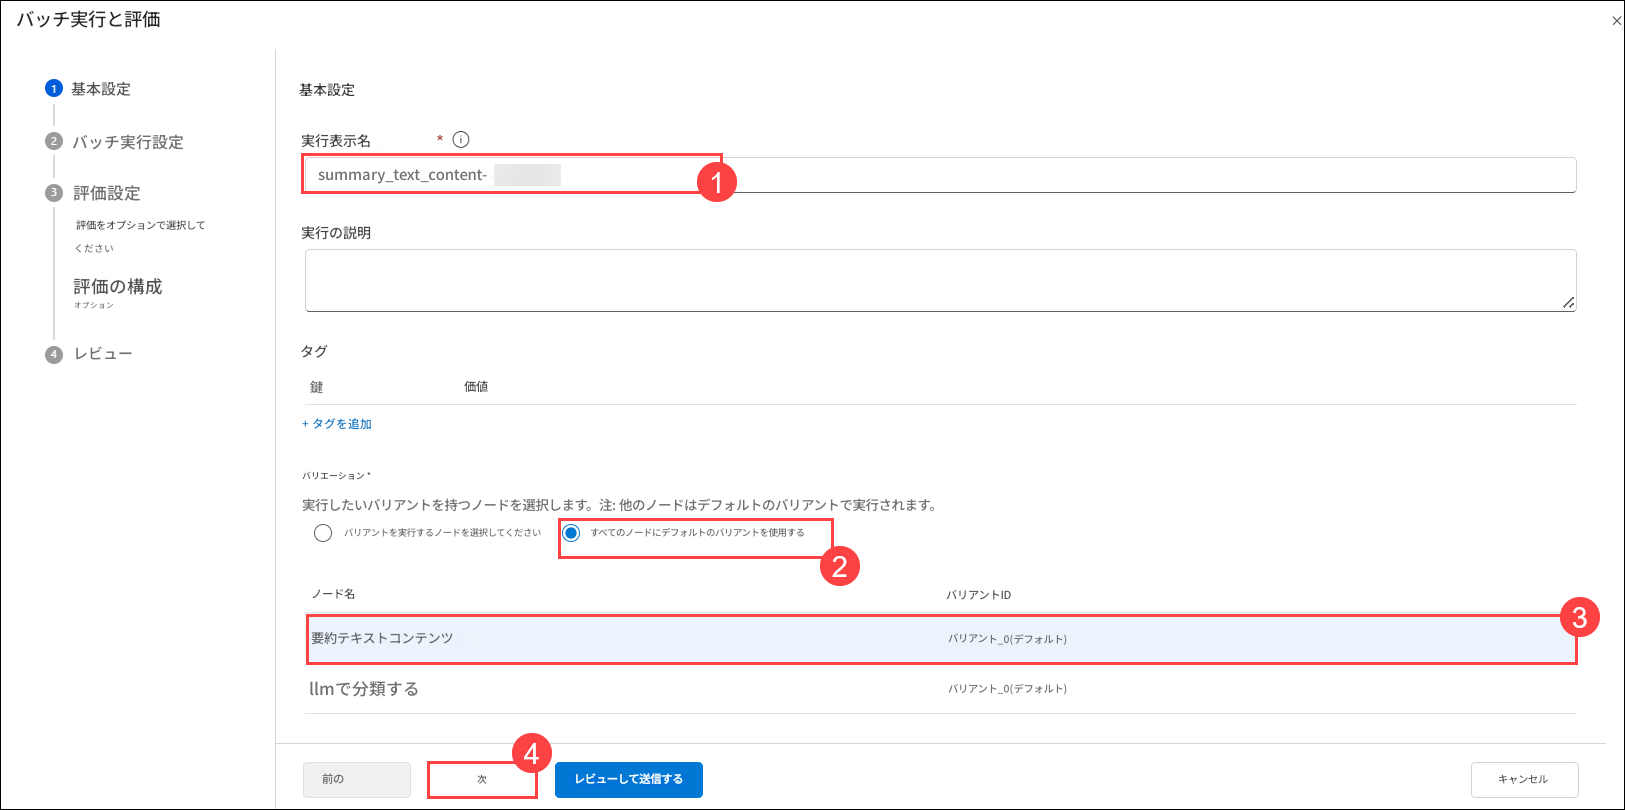 バッチ実行と評価
1 基本設定
2 バッチ実行設定
3 評価設定
評価をオプションで選択して
ください
評価の構成
オプション
4 レビュー
基本設定
実行表示名 *
summary_text_content-
1
実行の説明
タグ
鍵 価値
+ タグを追加
バリエーション *
実行したいバリアントを持つノードを選択します。注: 他のノードはデフォルトのバリアントで実行されます。
バリアントを実行するノードを選択してください すべてのノードにデフォルトのバリアントを使用する
2
ノード名 バリアントID
3
要約テキストコンテンツ バリアント_0(デフォルト)
llmで分類する バリアント_0(デフォルト)
4
前の 次 レビューして送信する キャンセル